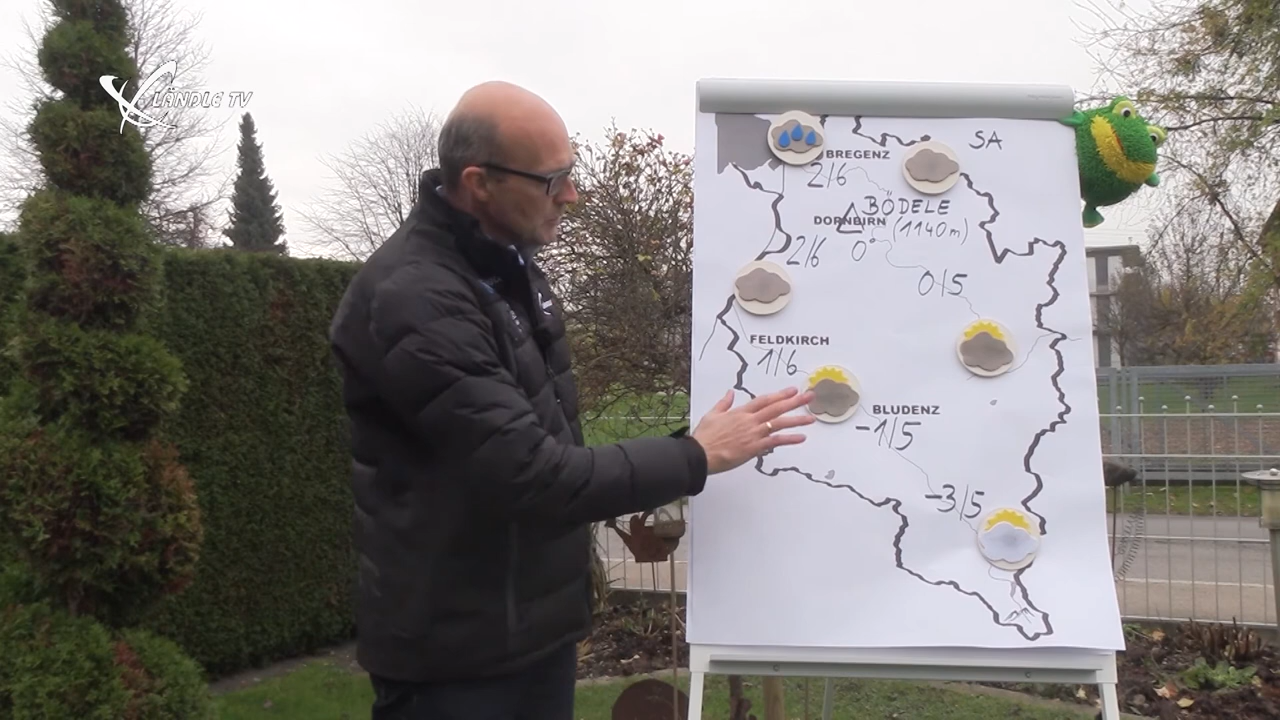 LÄNDLE TV
SA
BREGENZ
2/6
BÖDELE
DORNBIRN
(1140m)
2/6
0°
0/5
FELDKIRCH
1/6
BLUDENZ
-1/5
-3/5